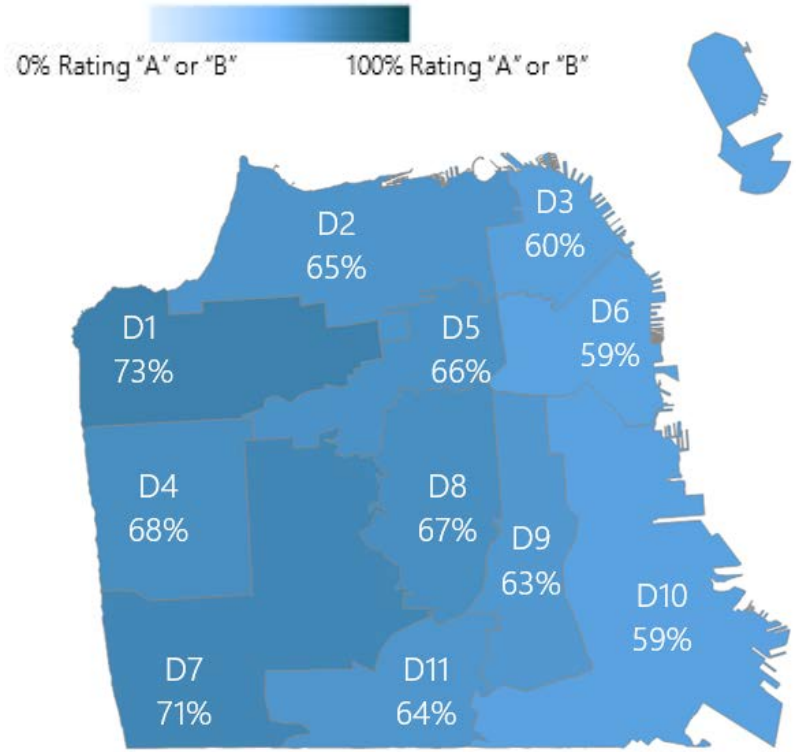 0% Rating "A" or "B"
100% Rating "A" or "B"
D2
65%
D3
60%
D1
73%
D5
66%
D6
59%
D4
68%
D8
67%
D9
63%
D10
59%
D7
71%
D11
64%